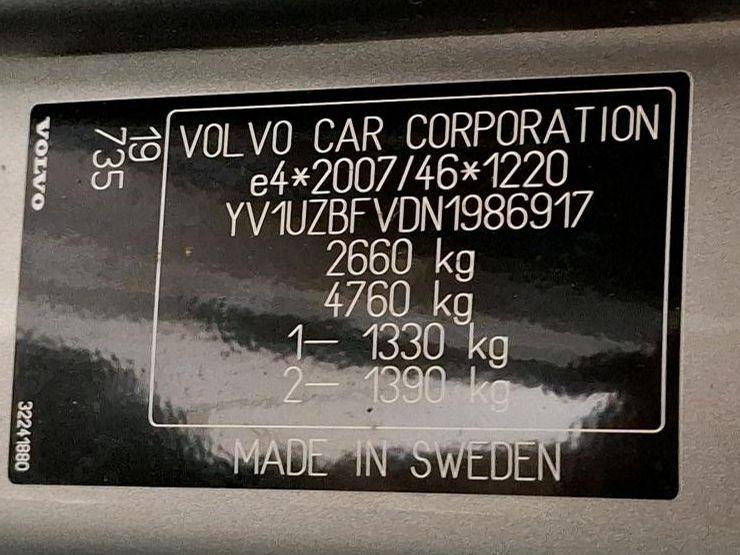 VOLVO
19
735
VOLVO CAR CORPORATION
e4*2007/46*1220
YV1UZBFVDN1986917
2660 kg
4760 kg
1– 1330 kg
2– 1390 kg
MADE IN SWEDEN
32241880